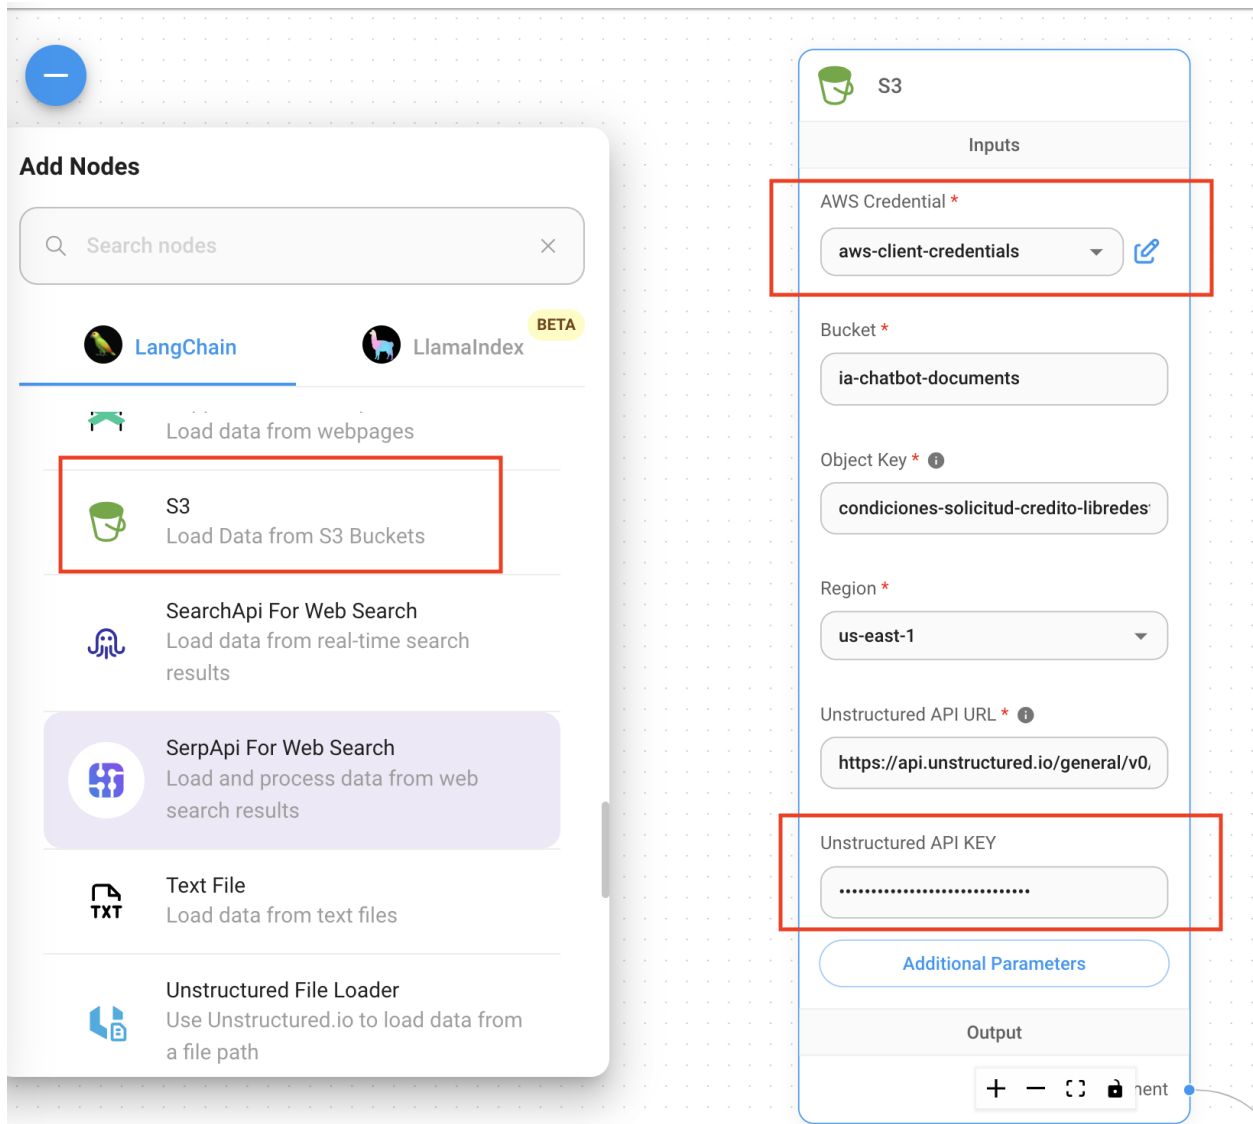 Add Nodes
Search nodes
LangChain
LlamaIndex
BETA
Load data from webpages
S3
Load Data from S3 Buckets
SearchApi For Web Search
Load data from real-time search
results
SerpApi For Web Search
Load and process data from web
search results
TXT
Text File
Load data from text files
Unstructured File Loader
Use Unstructured.io to load data from
a file path
S3
Inputs
AWS Credential *
aws-client-credentials
Bucket *
ia-chatbot-documents
Object Key *
condiciones-solicitud-credito-libredes
Region *
us-east-1
Unstructured API URL *
https://api.unstructured.io/general/v0/
Unstructured API KEY
••••••••••••••••••••••••••••••
Additional Parameters
Output